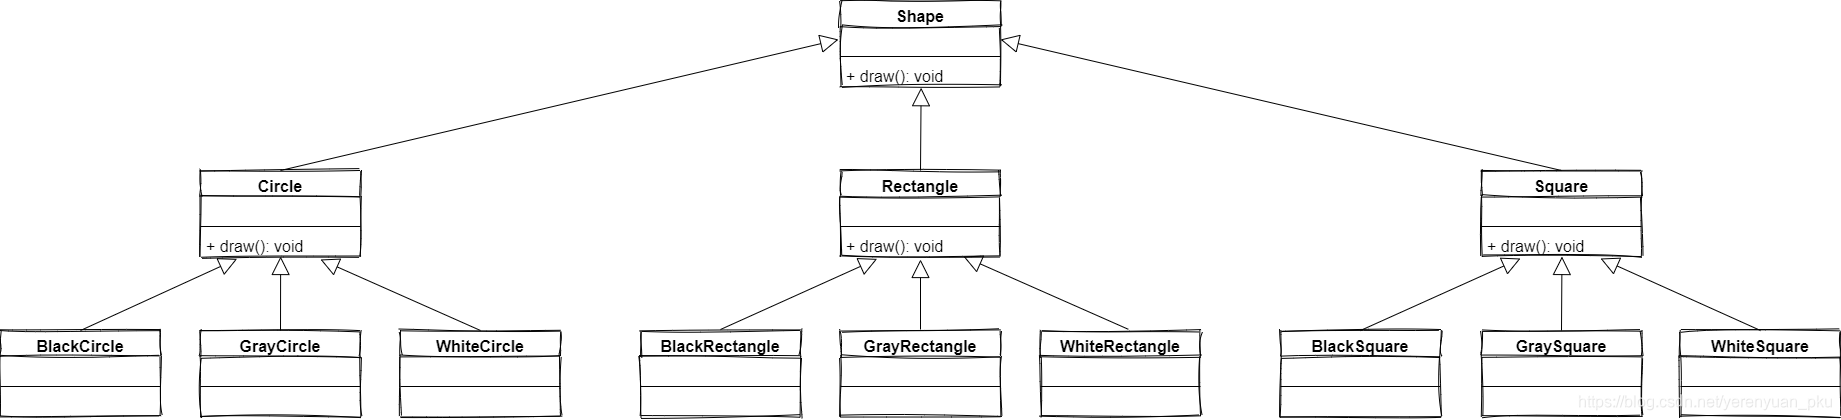 Shape
+ draw(): void
Circle
Rectangle
Square
+ draw(): void
+ draw(): void
+ draw(): void
BlackCircle
GrayCircle
WhiteCircle
BlackRectangle
GrayRectangle
WhiteRectangle
BlackSquare
GraySquare
WhiteSquare
https://blog.csdn.net/yerenyuan_pku